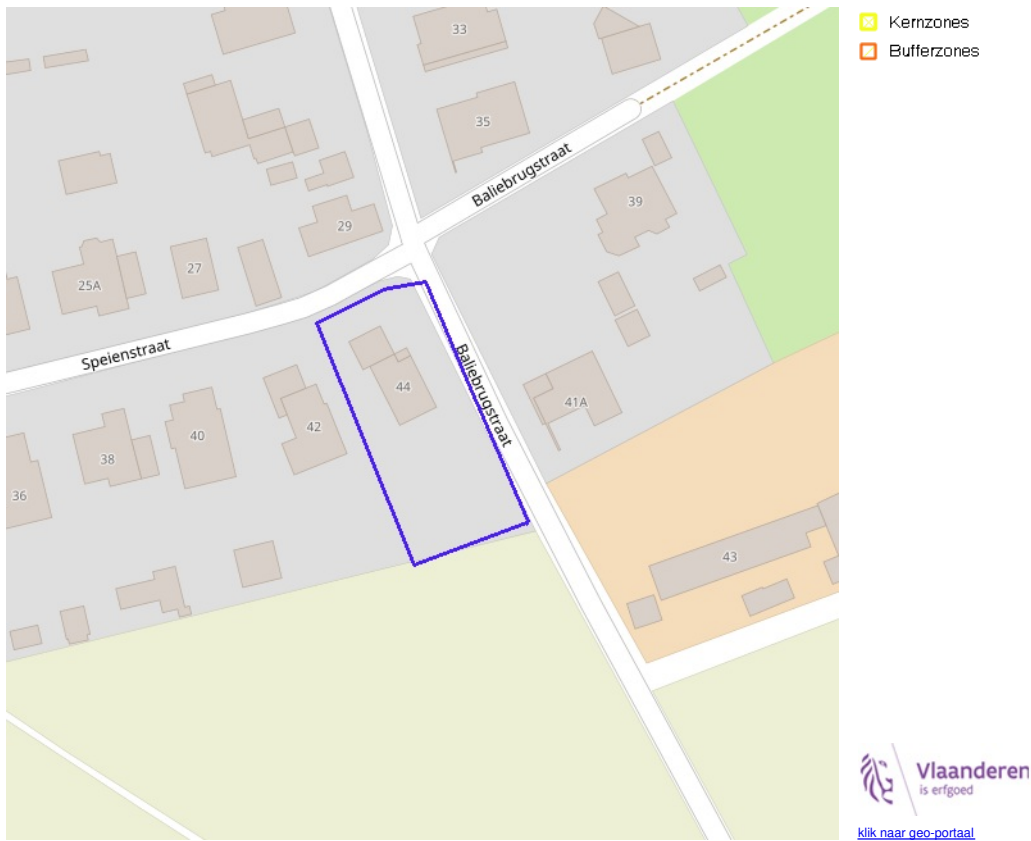 Kernzones
Bufferzones
33
35
Baliebrugstraat
39
29
27
25A
Speienstraat
Baliebrugstraat
44
41A
42
40
38
36
43
Vlaanderen
is erfgoed
klik naar geo-portaal